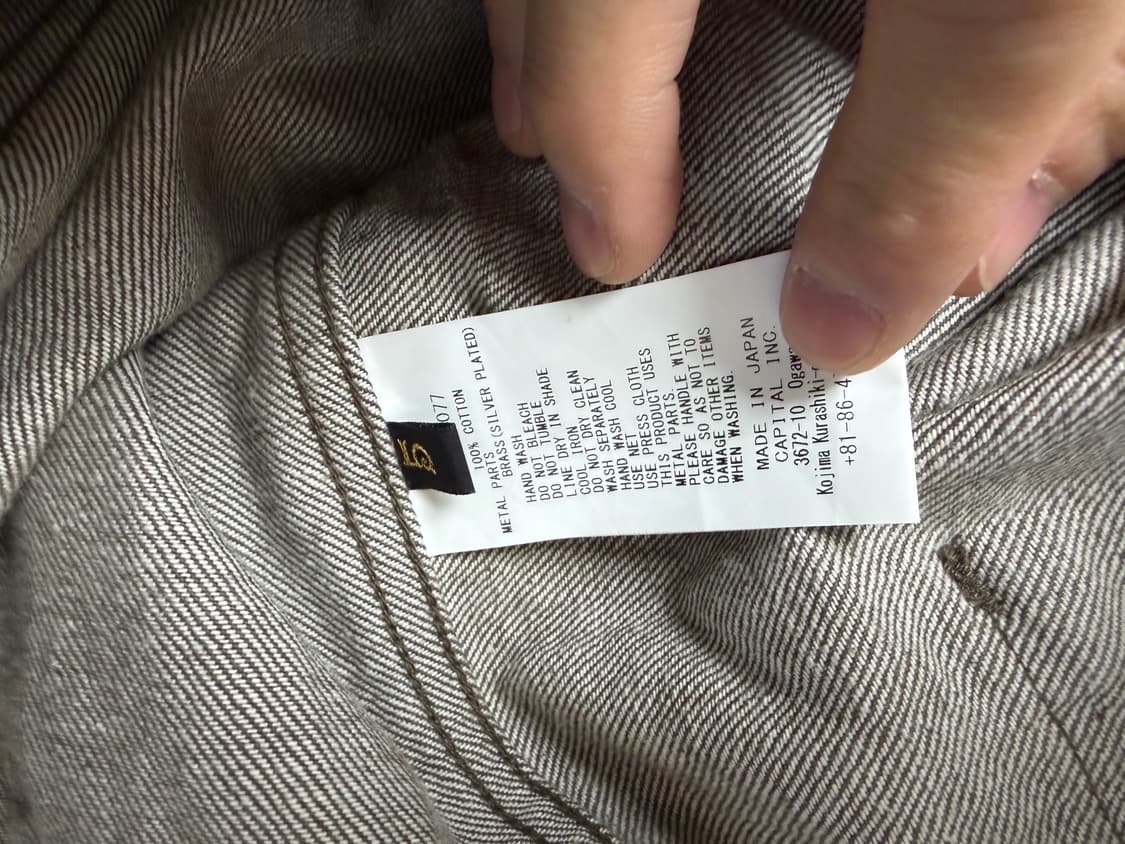 077
100% COTTON
METAL PARTS
BRASS(SILVER PLATED)
HAND WASH
DO NOT BLEACH
DO NOT TUMBLE
DO NOT DRY IN SHADE
LINE DRY
COOL IRON
DO NOT DRY CLEAN
WASH SEPARATELY
HAND WASH COOL
USE NET
USE PRESS CLOTH
THIS PRODUCT USES
METAL PARTS.
PLEASE HANDLE WITH
CARE SO AS NOT TO
DAMAGE OTHER ITEMS
WHEN WASHING.
MADE IN JAPAN
CAPITAL INC.
3672-10 Ogawa
Kojima Kurashiki-
+81-86-4